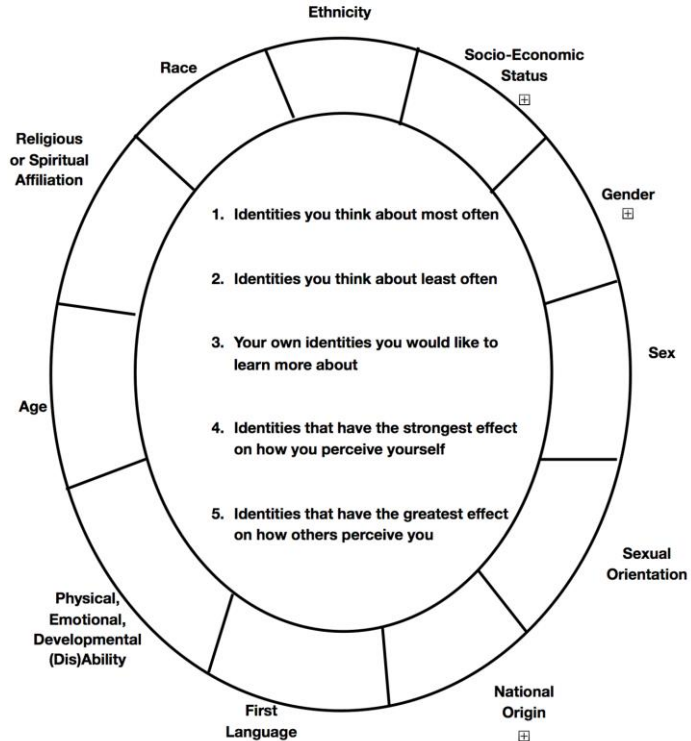 Ethnicity
Socio-Economic
Status
Gender
Sex
Sexual
Orientation
National
Origin
First
Language
Physical,
Emotional,
Developmental
(Dis)Ability
Age
Religious
or Spiritual
Affiliation
Race
1. Identities you think about most often
2. Identities you think about least often
3. Your own identities you would like to
learn more about
4. Identities that have the strongest effect
on how you perceive yourself
5. Identities that have the greatest effect
on how others perceive you